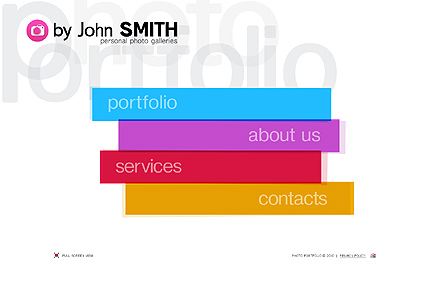 photo
portfolio
by John SMITH
personal photo galleries
portfolio
about us
services
contacts
FULL SCREEN VIEW
PHOTO PORTFOLIO © 2010 | PRIVACY POLICY